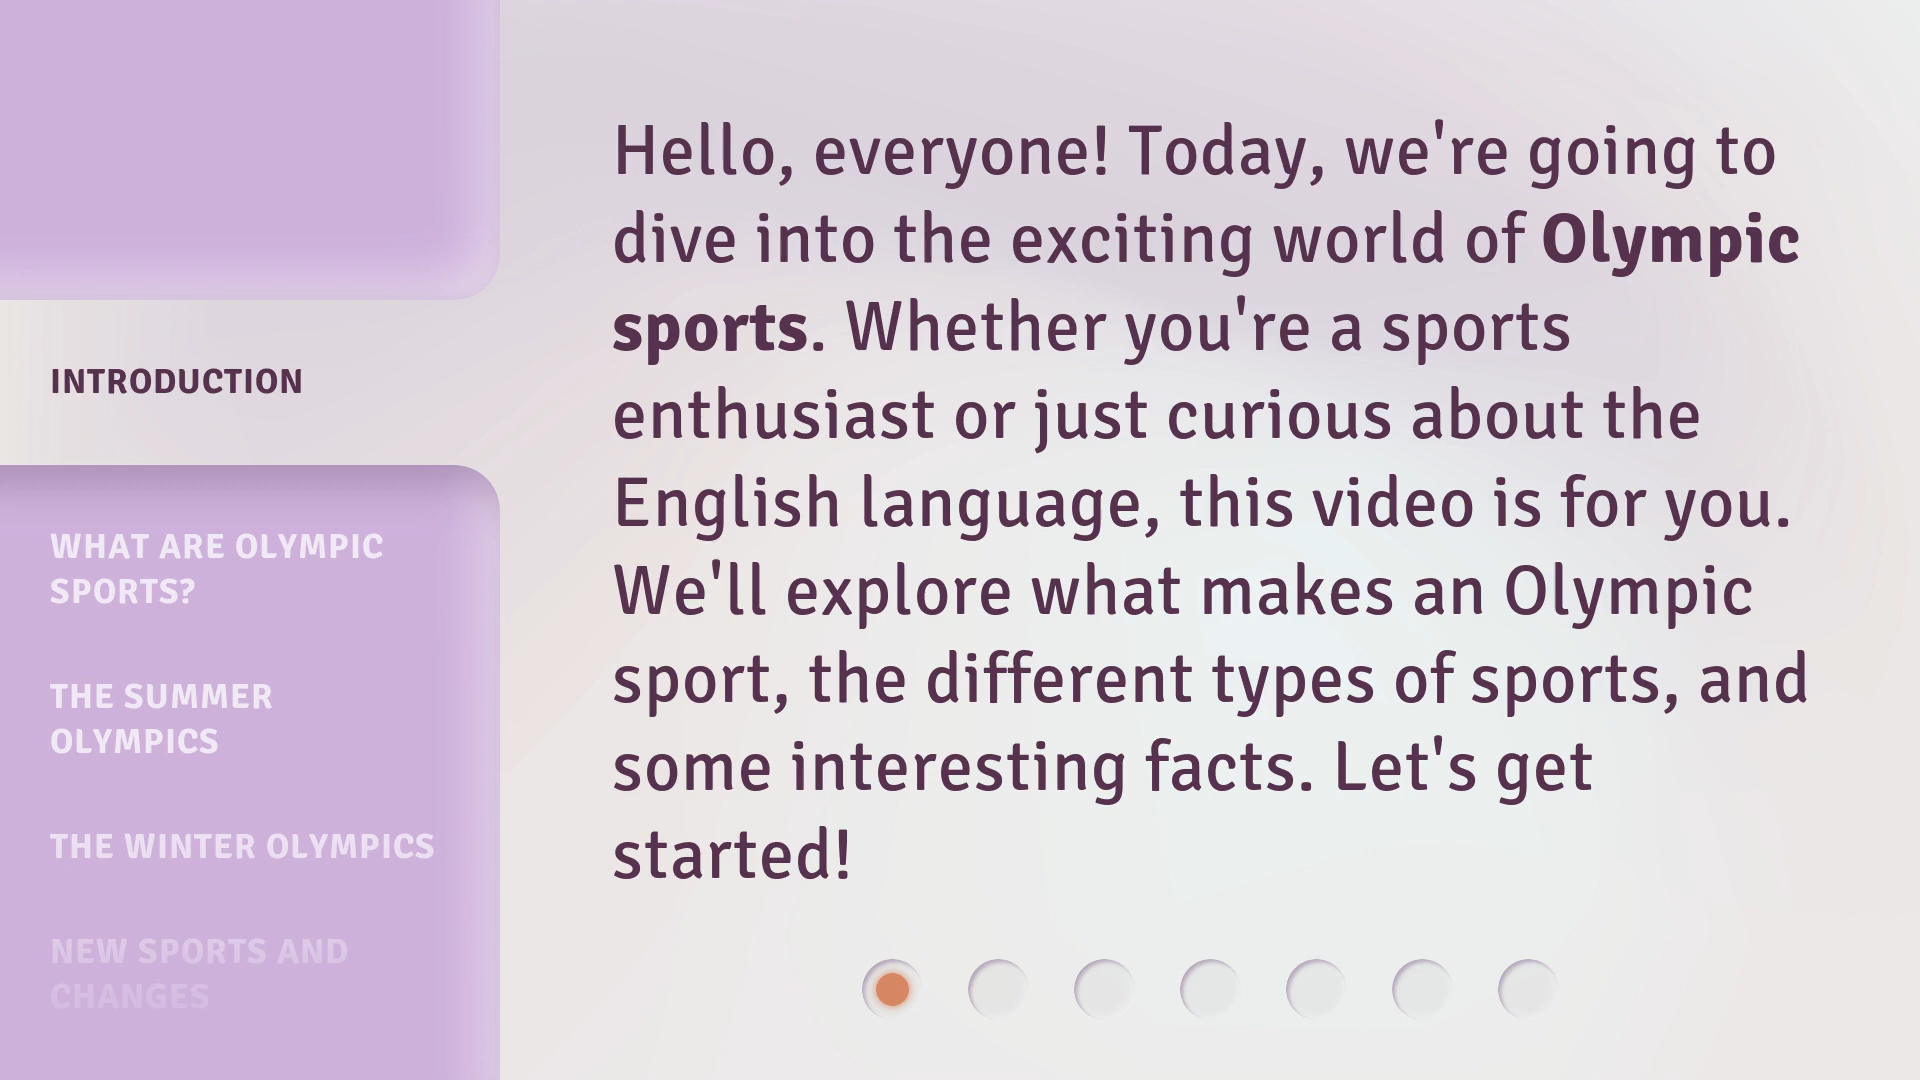 INTRODUCTION
WHAT ARE OLYMPIC
SPORTS?
THE SUMMER
OLYMPICS
THE WINTER OLYMPICS
NEW SPORTS AND
CHANGES
Hello, everyone! Today, we're going to
dive into the exciting world of Olympic
sports. Whether you're a sports
enthusiast or just curious about the
English language, this video is for you.
We'll explore what makes an Olympic
sport, the different types of sports, and
some interesting facts. Let's get
started!